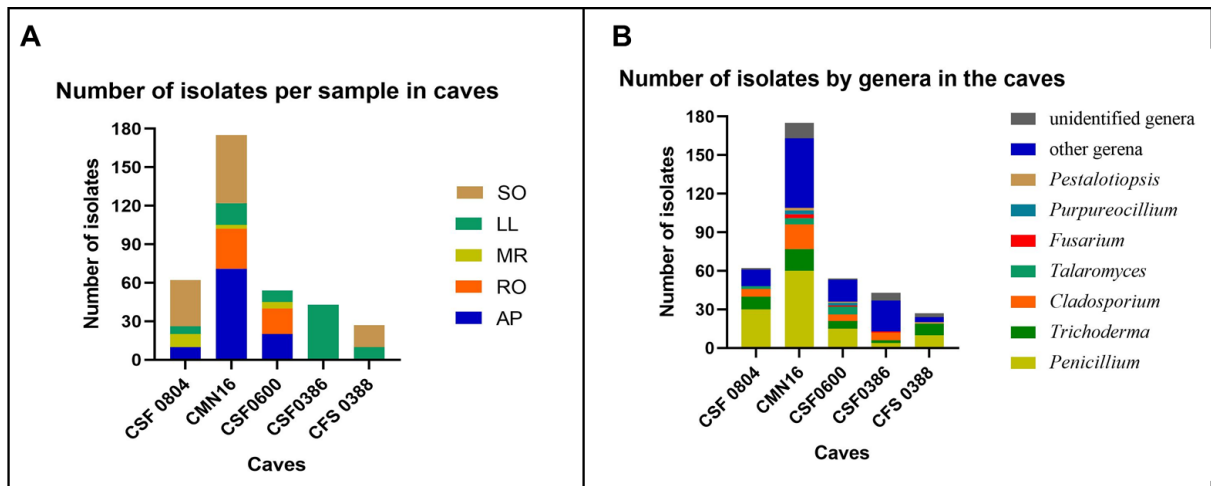 A
Number of isolates per sample in caves
Number of isolates
180
150
120
90
60
30
0
CSF 0804
CMN16
CSF0600
CSF0386
CFS 0388
Caves
SO
LL
MR
RO
AP
B
Number of isolates by genera in the caves
Number of isolates
180
150
120
90
60
30
0
CSF 0804
CMN16
CSF0600
CSF0386
CFS 0388
Caves
unidentified genera
other gerena
Pestalotiopsis
Purpureocillium
Fusarium
Talaromyces
Cladosporium
Trichoderma
Penicillium